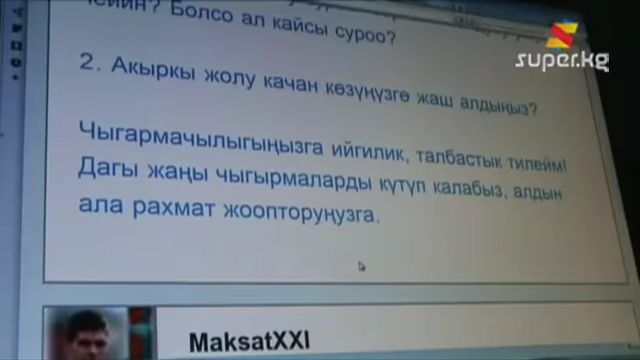 чейин? Болсо ал кайсы суроо?
super.kg
2. Акыркы жолу качан көзүңүзгө жаш алдыңыз?
Чыгармачылыгыңызга ийгилик, талбастык тилейм!
Дагы жаңы чыгырмаларды күтүп калабыз, алдын
ала рахмат жоопторуңузга.
MaksatXXI